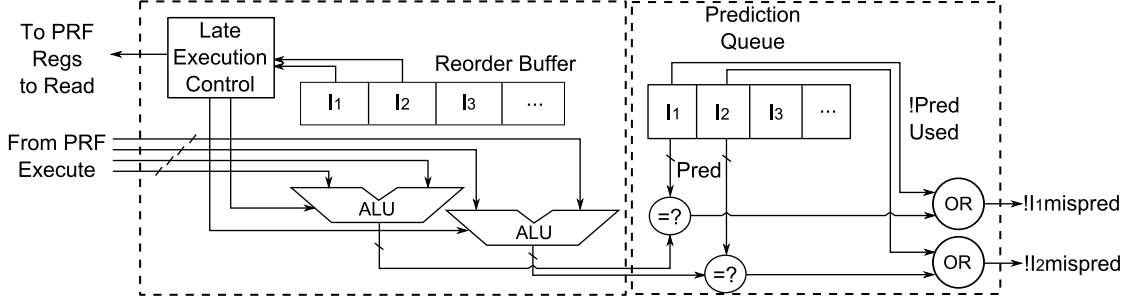 To PRF
Regs
to Read
Late
Execution
Control
Reorder Buffer
I1 I2 I3 ...
From PRF
Execute
ALU
ALU
Prediction
Queue
I1 I2 I3 ...
!Pred
Used
Pred
=?
=?
OR
OR
!I1mispred
!I2mispred